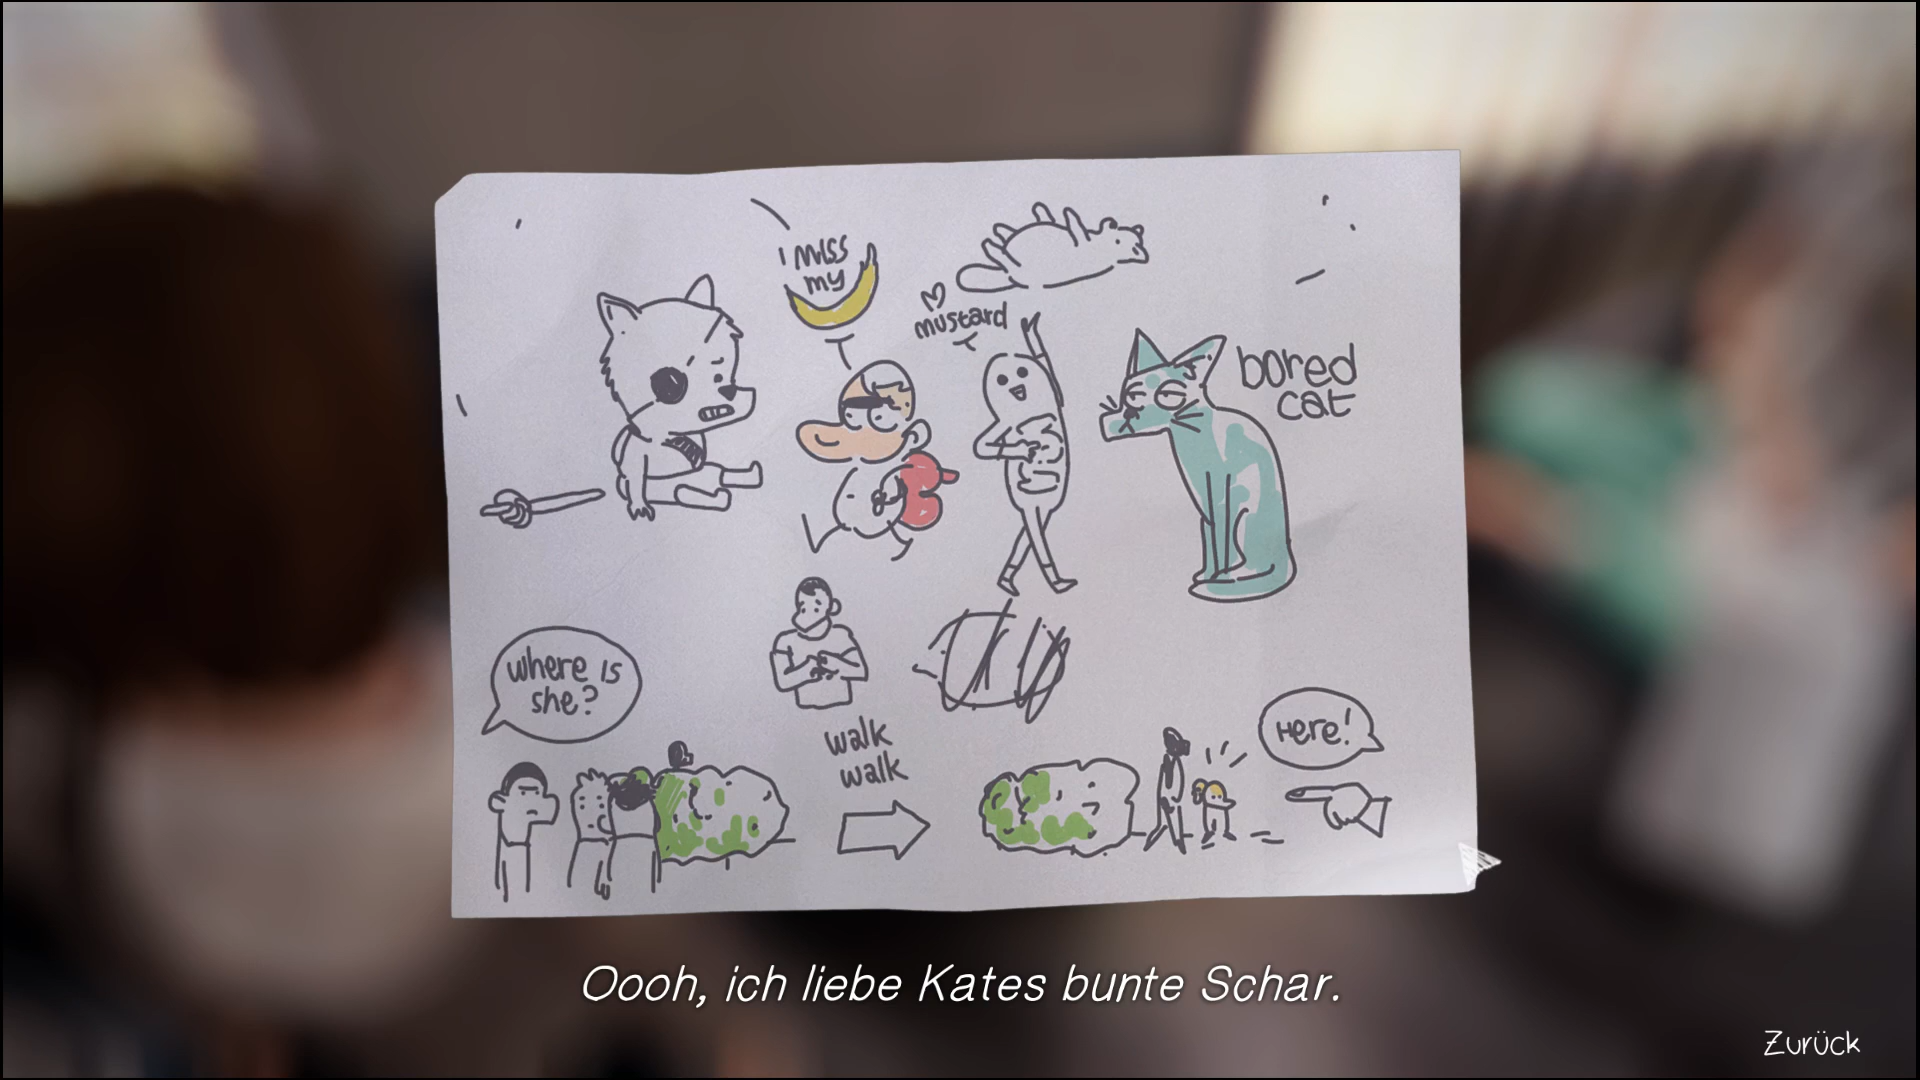 I miss
my
mustard
bored
cat
where is
she?
walk
walk
Here!
Oooh, ich liebe Kates bunte Schar.
Zurück